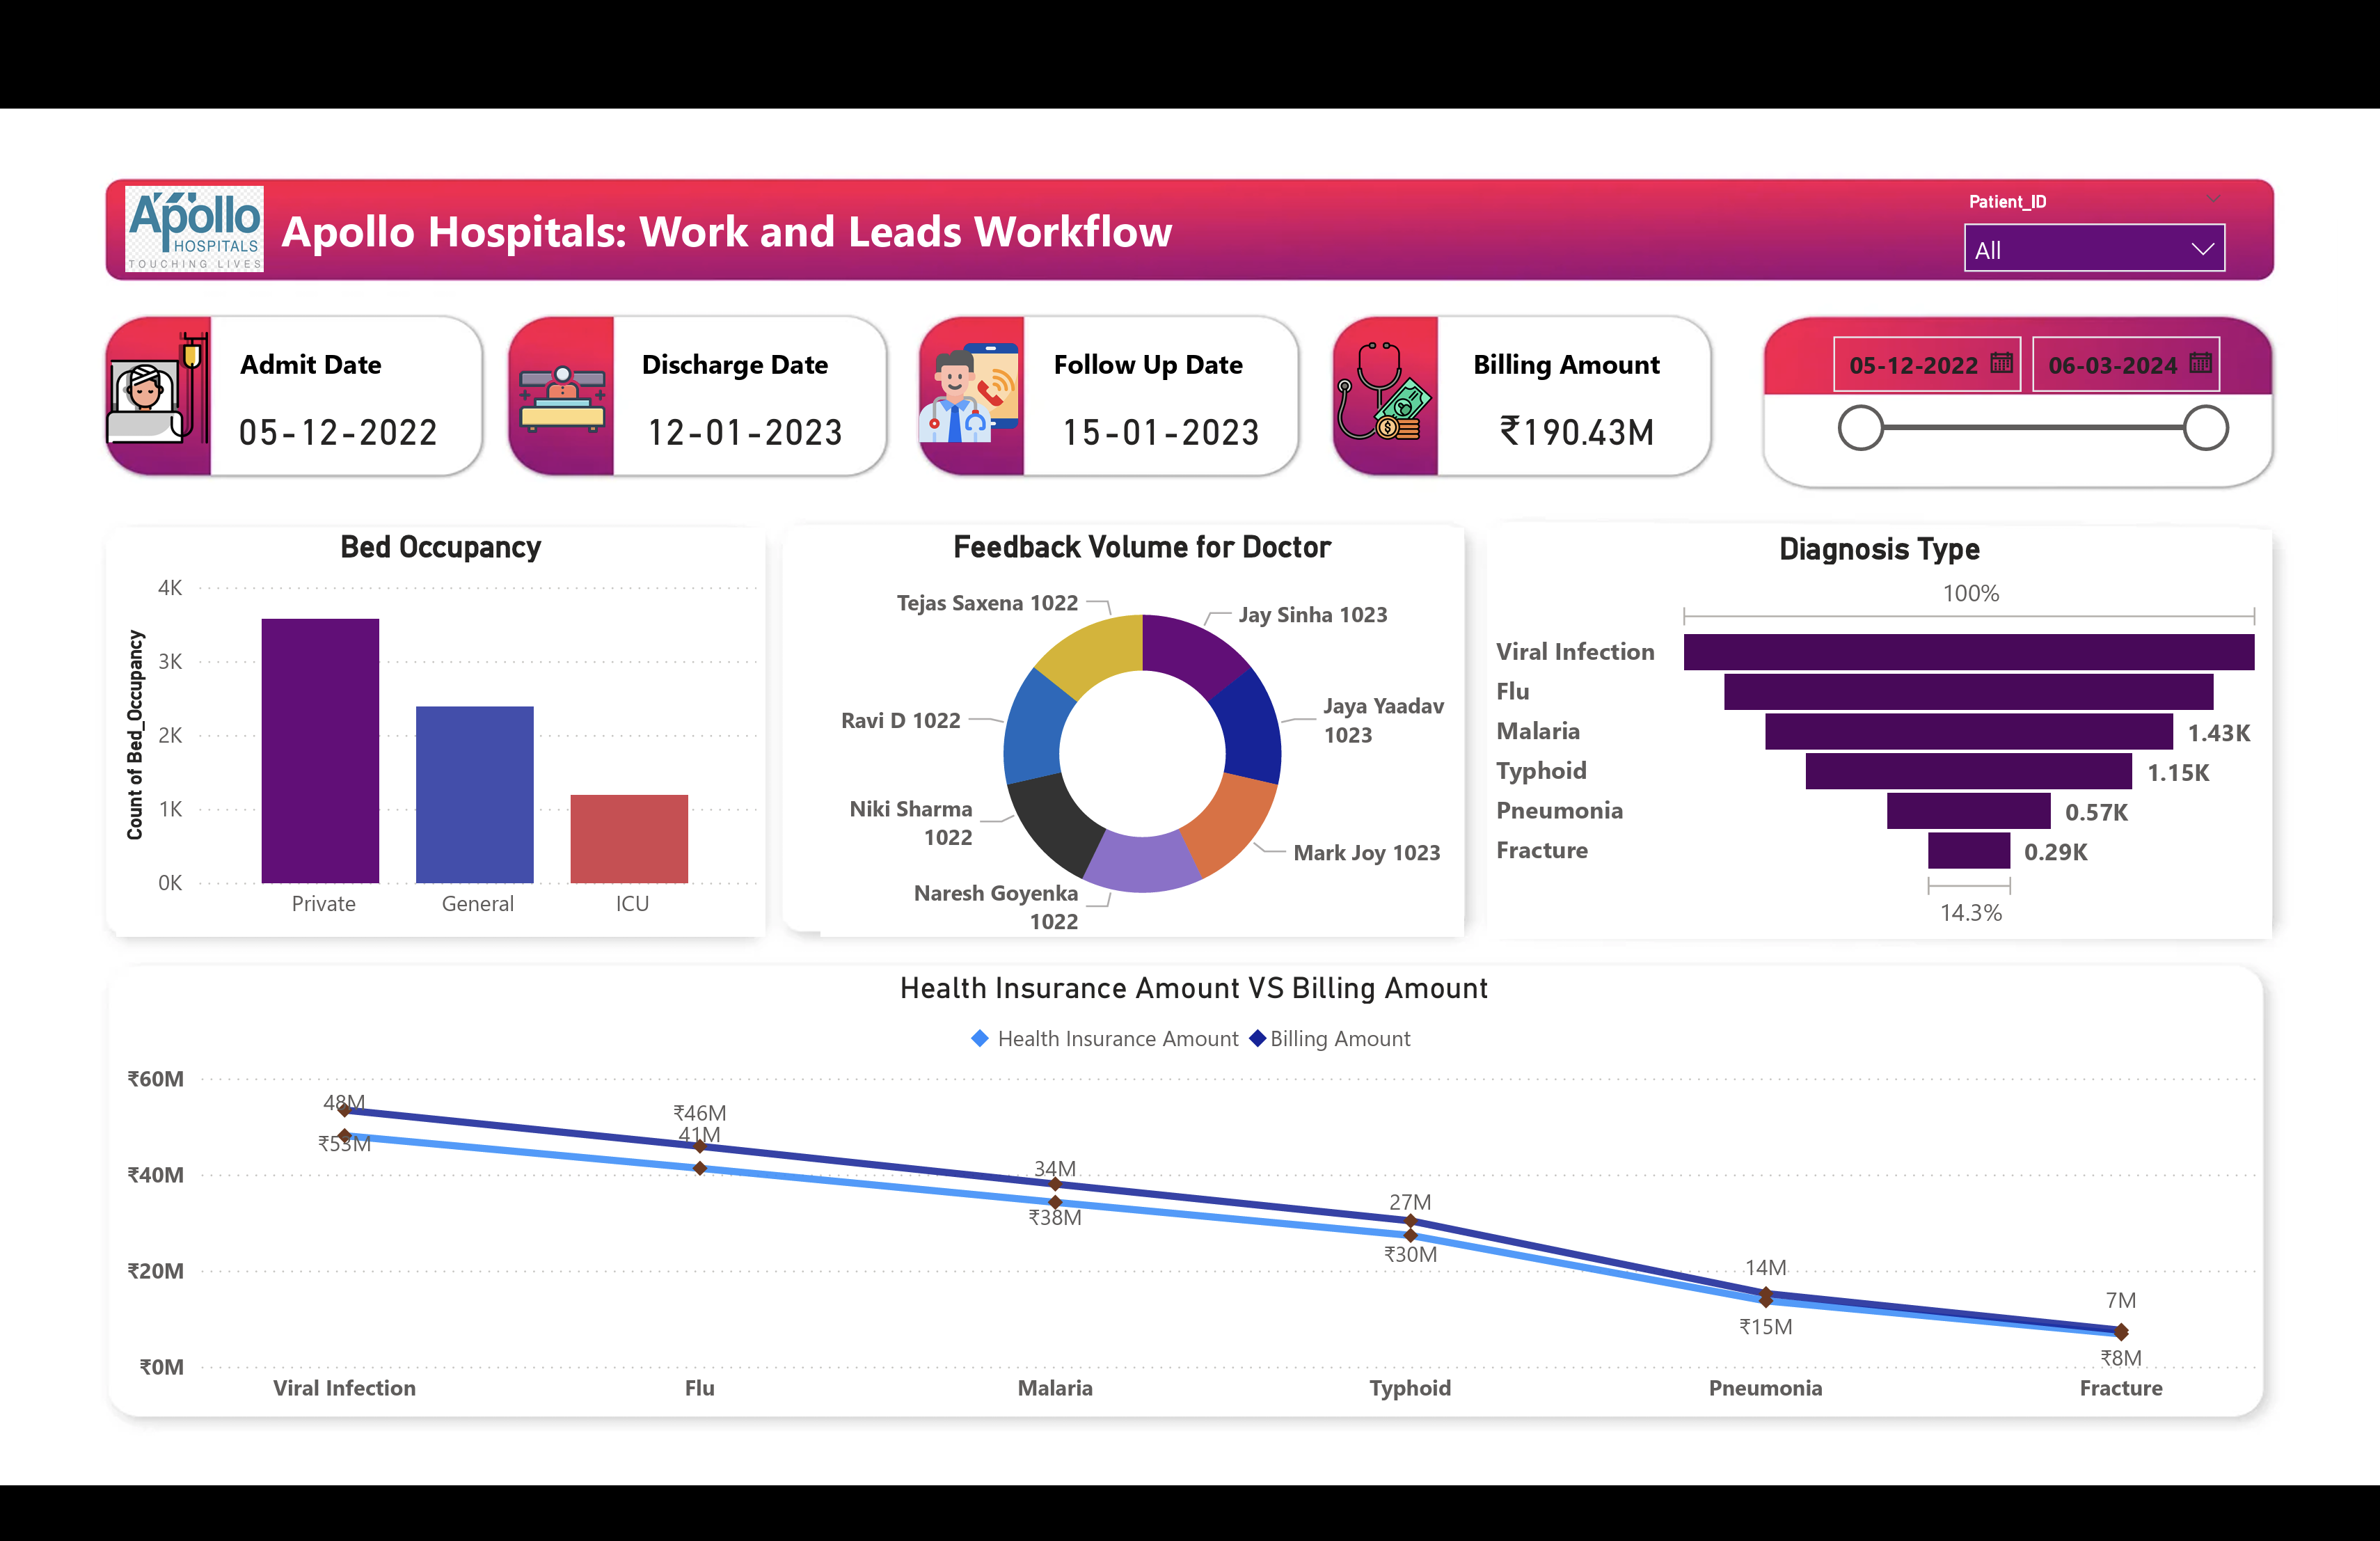 Apollo
HOSPITALS
TOUCHING LIVES
Apollo Hospitals: Work and Leads Workflow
Patient_ID
All
Admit Date
05-12-2022
Discharge Date
12-01-2023
Follow Up Date
15-01-2023
Billing Amount
₹190.43M
05-12-2022
06-03-2024
Bed Occupancy
Count of Bed_Occupancy
4K
3K
2K
1K
0K
Private
General
ICU
Feedback Volume for Doctor
Tejas Saxena 1022
Jay Sinha 1023
Ravi D 1022
Jaya Yaadav
1023
Niki Sharma
1022
Mark Joy 1023
Naresh Goyenka
1022
Diagnosis Type
100%
Viral Infection
Flu
Malaria
1.43K
Typhoid
1.15K
Pneumonia
0.57K
Fracture
0.29K
14.3%
Health Insurance Amount VS Billing Amount
Health Insurance Amount
Billing Amount
₹60M
₹40M
₹20M
₹0M
48M
₹53M
₹46M
41M
34M
₹38M
27M
₹30M
14M
₹15M
7M
₹8M
Viral Infection
Flu
Malaria
Typhoid
Pneumonia
Fracture